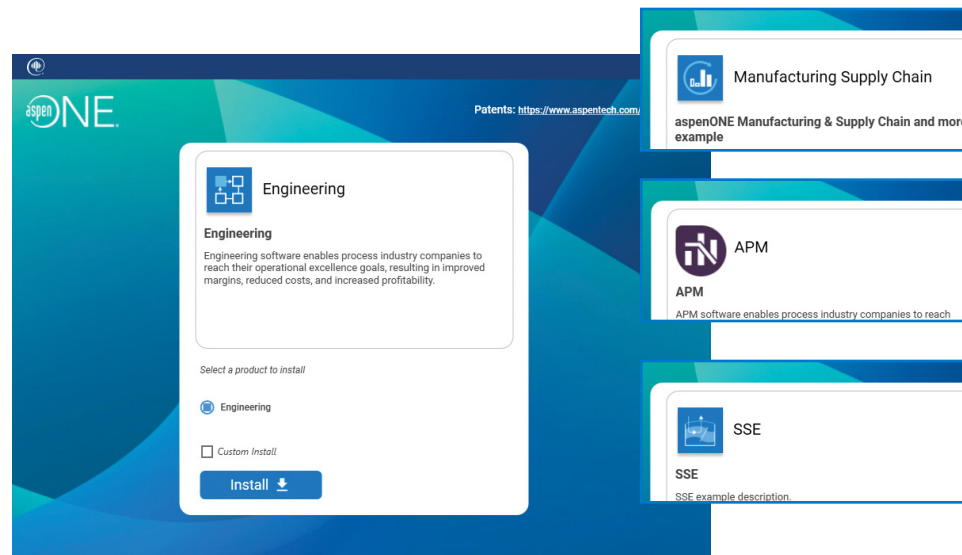 aspenONE.
Patents: https://www.aspentech.com/
Engineering
Engineering
Engineering software enables process industry companies to
reach their operational excellence goals, resulting in improved
margins, reduced costs, and increased profitability.
Select a product to install
Engineering
Custom Install
Install
Manufacturing Supply Chain
aspenONE Manufacturing & Supply Chain and more
example
APM
APM
APM software enables process industry companies to reach
SSE
SSE
SSE example description.